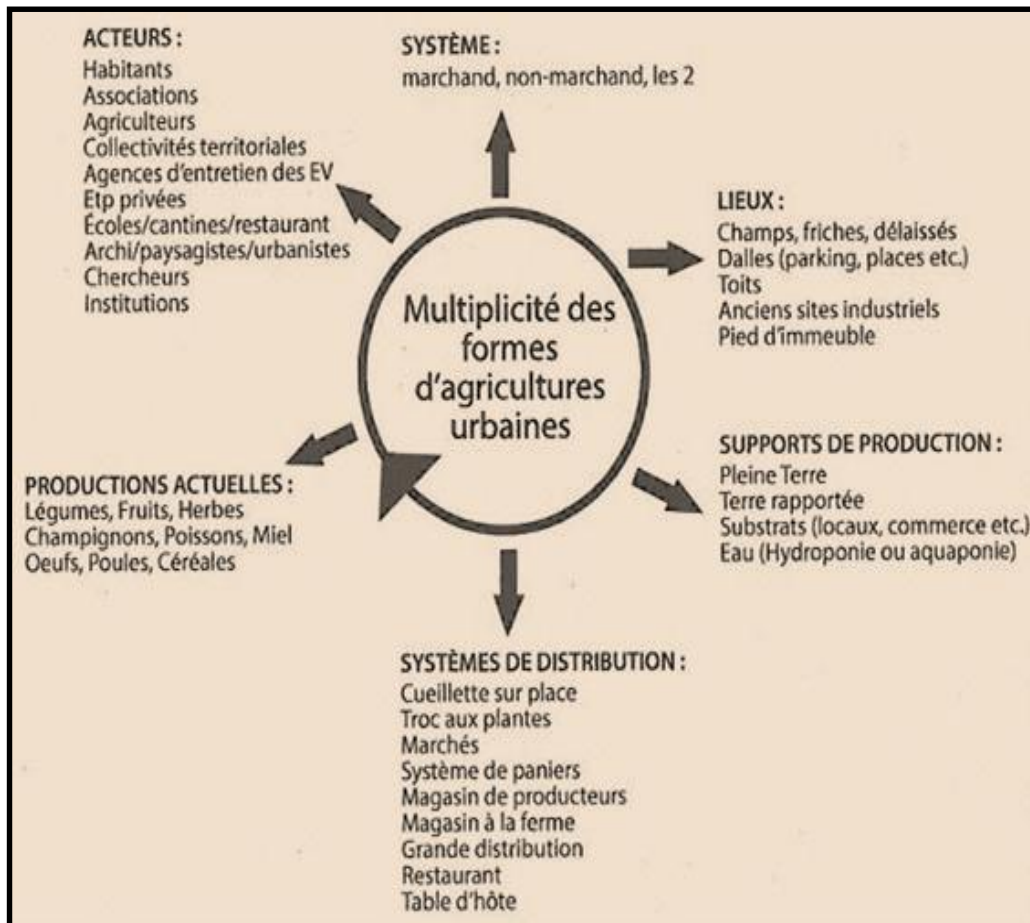 ACTEURS :
Habitants
Associations
Agriculteurs
Collectivités territoriales
Agences d'entretien des EV
Etp privées
Écoles/cantines/restaurant
Archi/paysagistes/urbanistes
Chercheurs
Institutions
SYSTÈME :
marchand, non-marchand, les 2
LIEUX :
Champs, friches, délaissés
Dalles (parking, places etc.)
Toits
Anciens sites industriels
Pied d'immeuble
Multiplicité des
formes
d'agricultures
urbaines
SUPPORTS DE PRODUCTION :
Pleine Terre
Terre rapportée
Substrats (locaux, commerce etc.)
Eau (Hydroponie ou aquaponie)
PRODUCTIONS ACTUELLES :
Légumes, Fruits, Herbes
Champignons, Poissons, Miel
Oeufs, Poules, Céréales
SYSTÈMES DE DISTRIBUTION :
Cueillette sur place
Troc aux plantes
Marchés
Système de paniers
Magasin de producteurs
Magasin à la ferme
Grande distribution
Restaurant
Table d'hôte